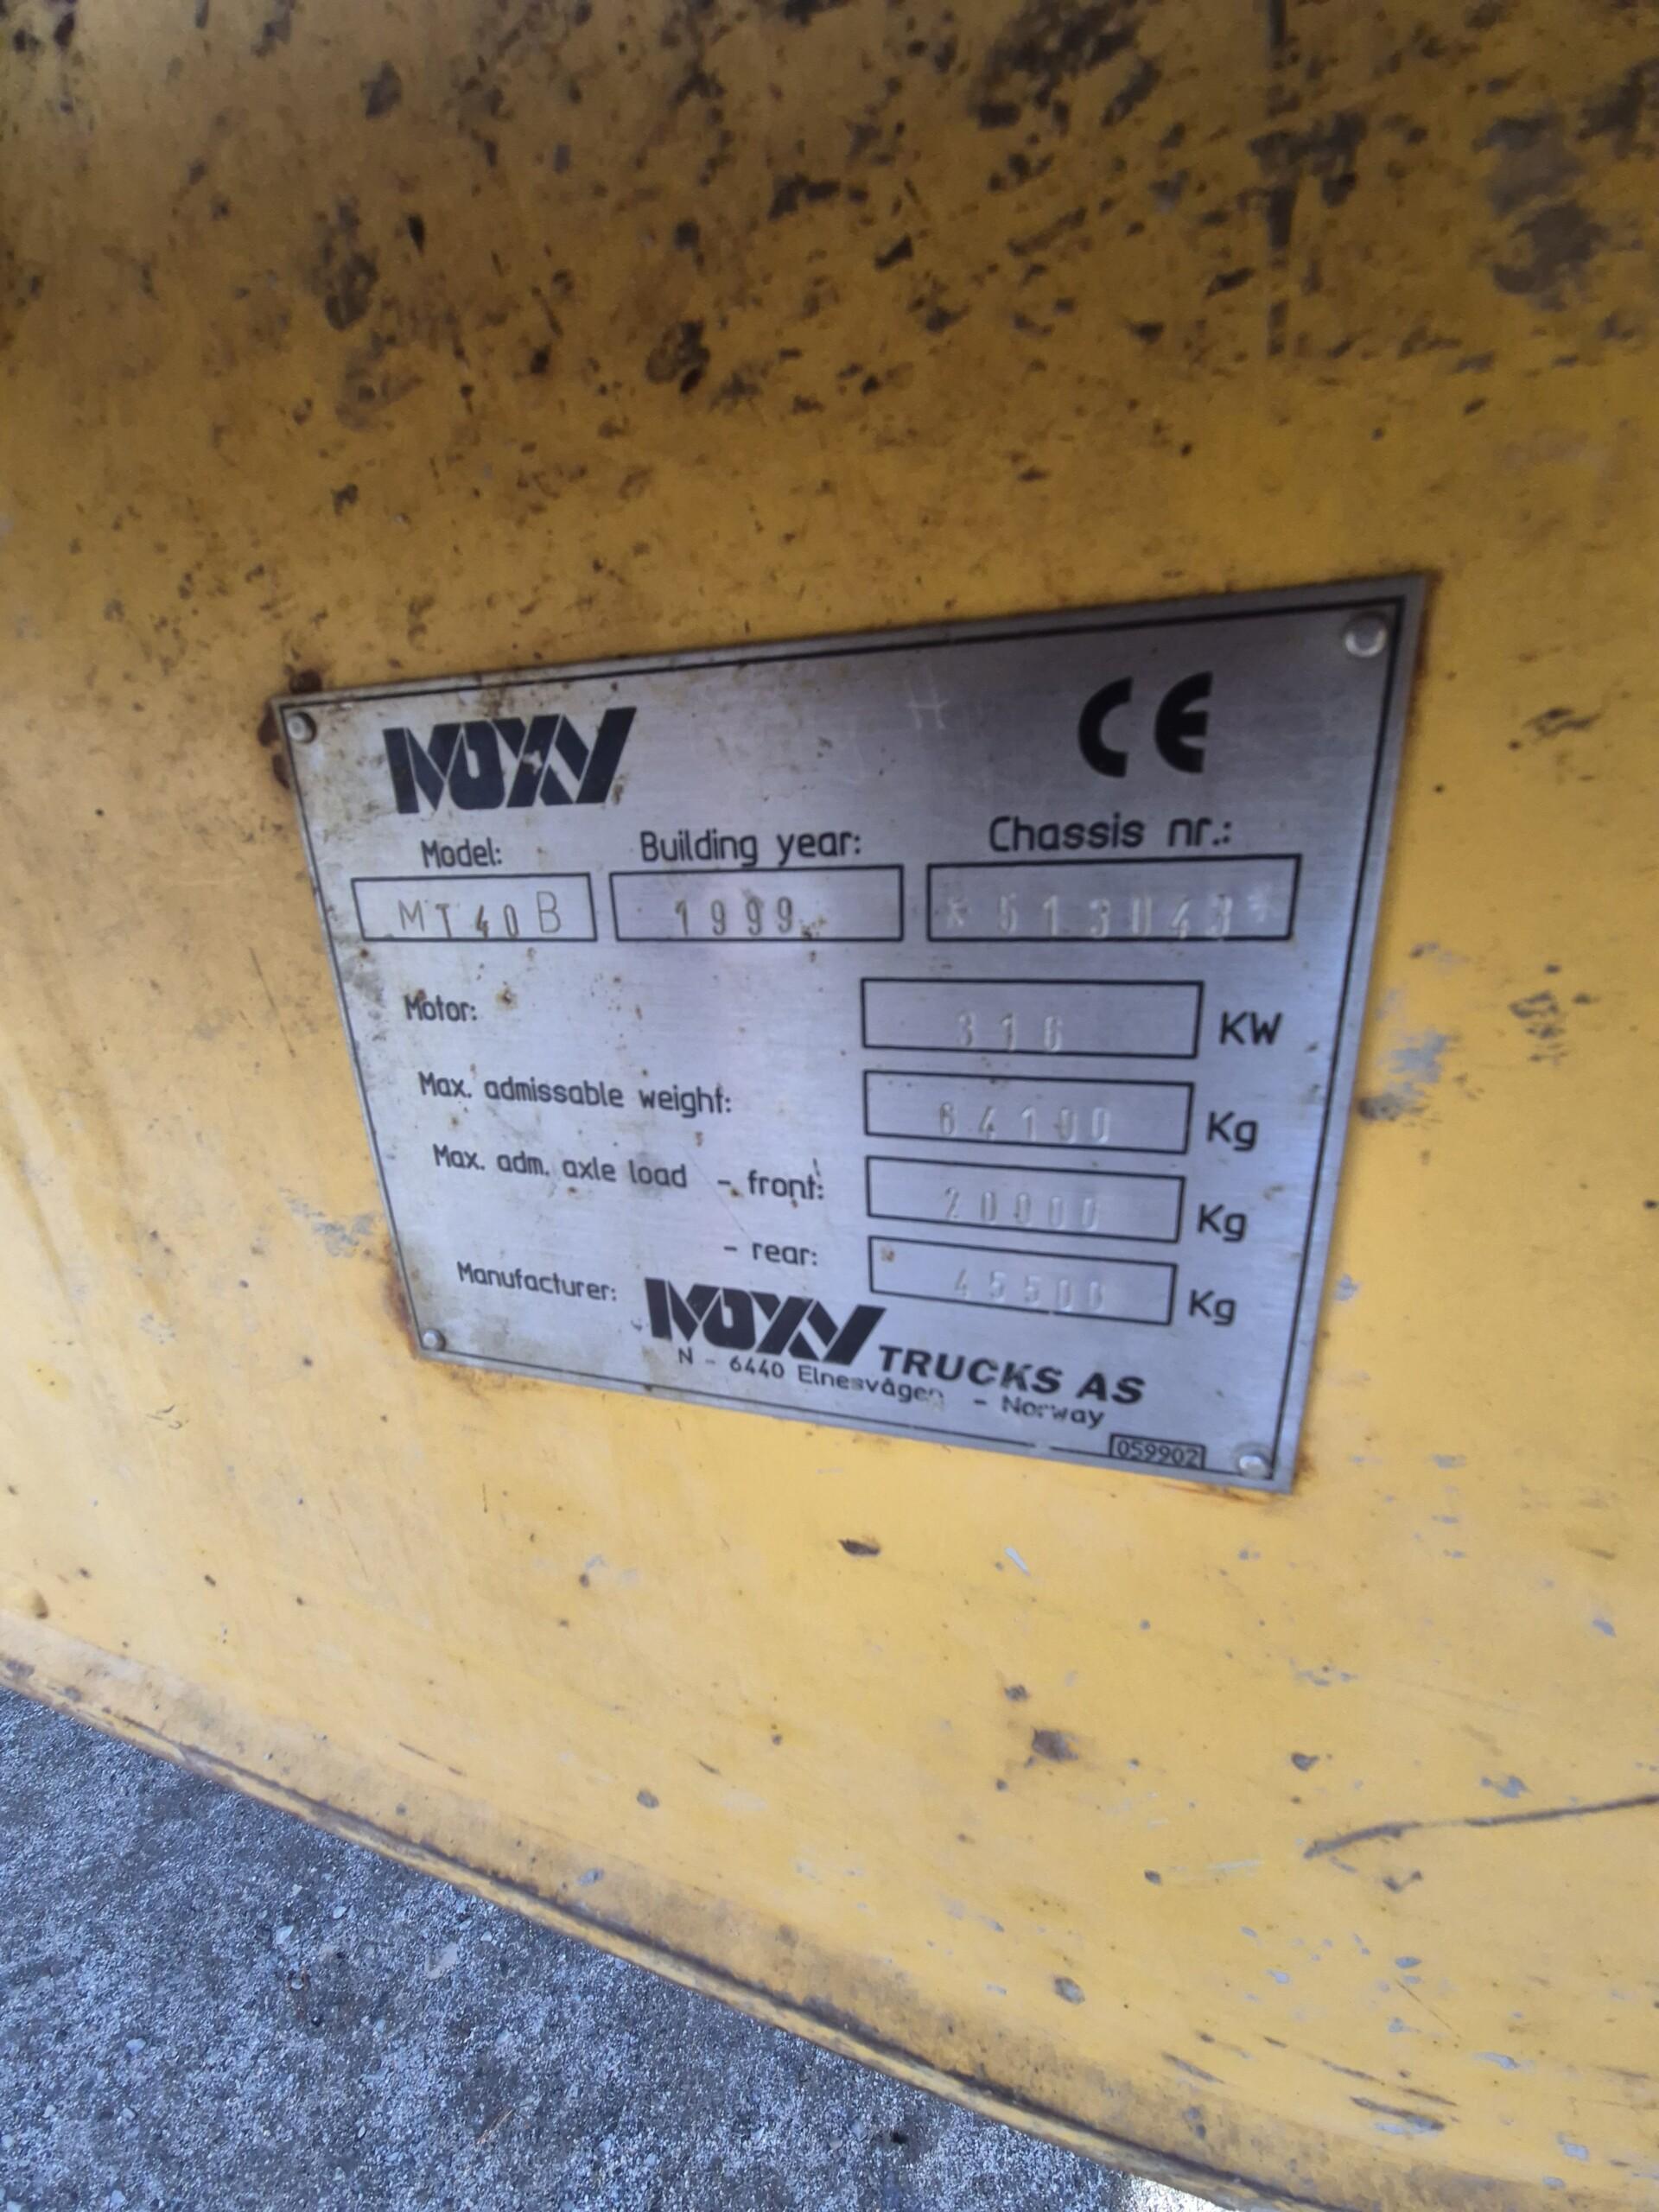 MOXY CE
Model: Building year: Chassis nr.:
MT40B 1999 *513043*
Motor: 316 KW
Max. admissable weight: 64100 Kg
Max. adm. axle load - front: 20000 Kg
- rear: 45500 Kg
Manufacturer: MOXY TRUCKS AS
N - 6440 Elnesvågen - Norway
059902